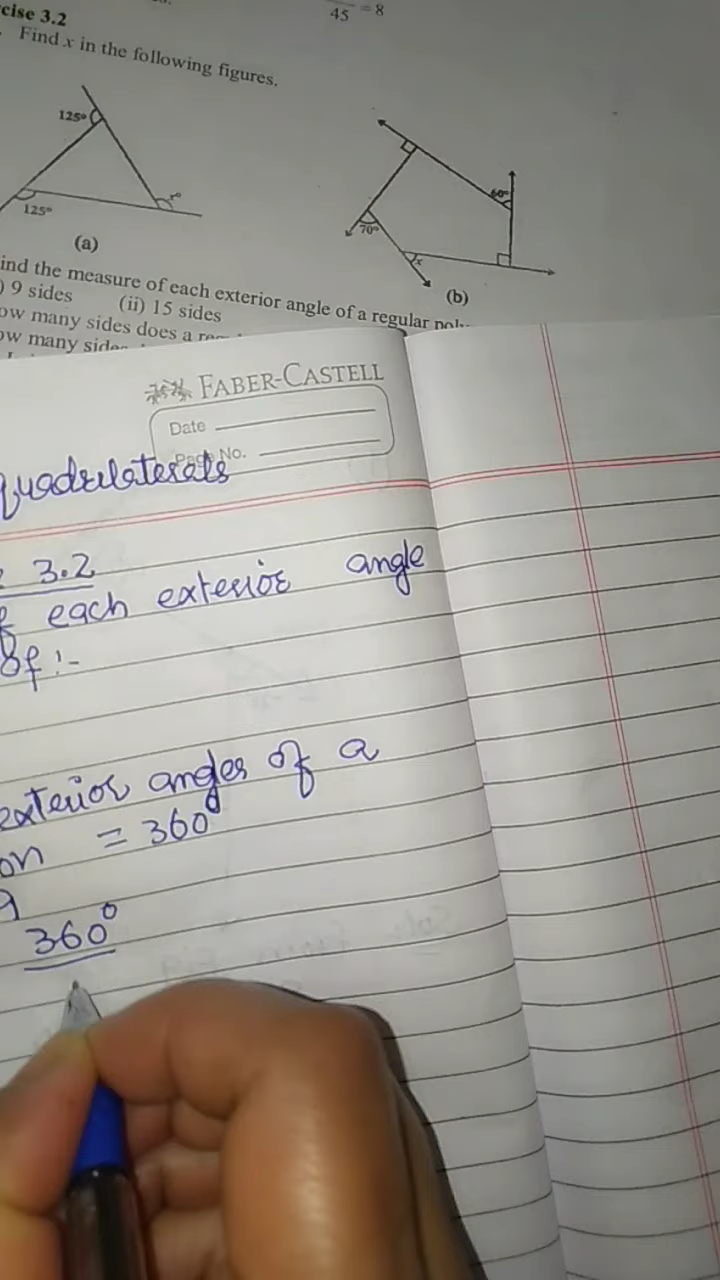 45 = 8
cise 3.2
Find x in the following figures.
125°
125°
x°
(a)
60°
70°
x
(b)
ind the measure of each exterior angle of a regular
) 9 sides (ii) 15 sides
ow many sides does a
ow many
FABER-CASTELL
Date
Page No.
quadrilaterals
3.2
f each exterior angle
of :-
exterior angles of a
on = 360°
g
360°